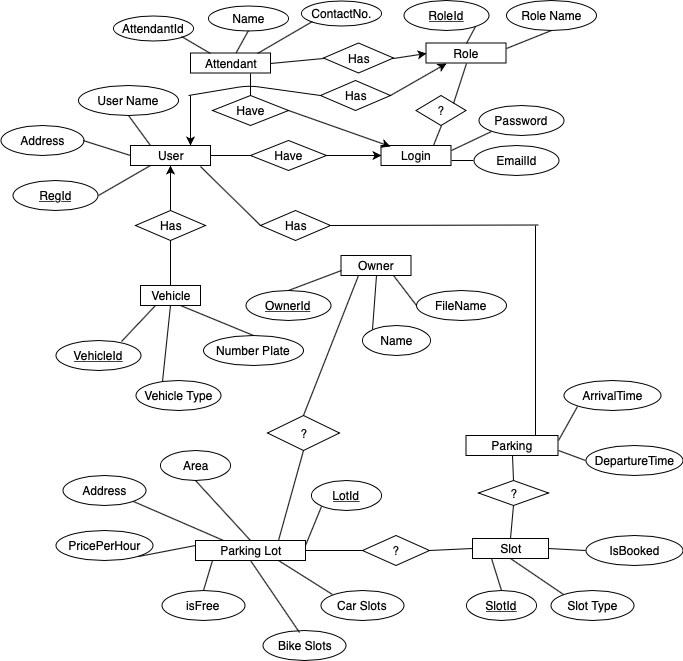 ContactNo.
Name
RoleId
Role Name
AttendantId
Attendant
Has
Role
Has
User Name
Have
?
Password
Address
User
Have
Login
EmailId
RegId
Has
Has
Owner
Vehicle
OwnerId
FileName
Name
VehicleId
Number Plate
Vehicle Type
ArrivalTime
?
Parking
Area
DepartureTime
Address
LotId
?
PricePerHour
Parking Lot
?
Slot
IsBooked
isFree
Car Slots
SlotId
Slot Type
Bike Slots